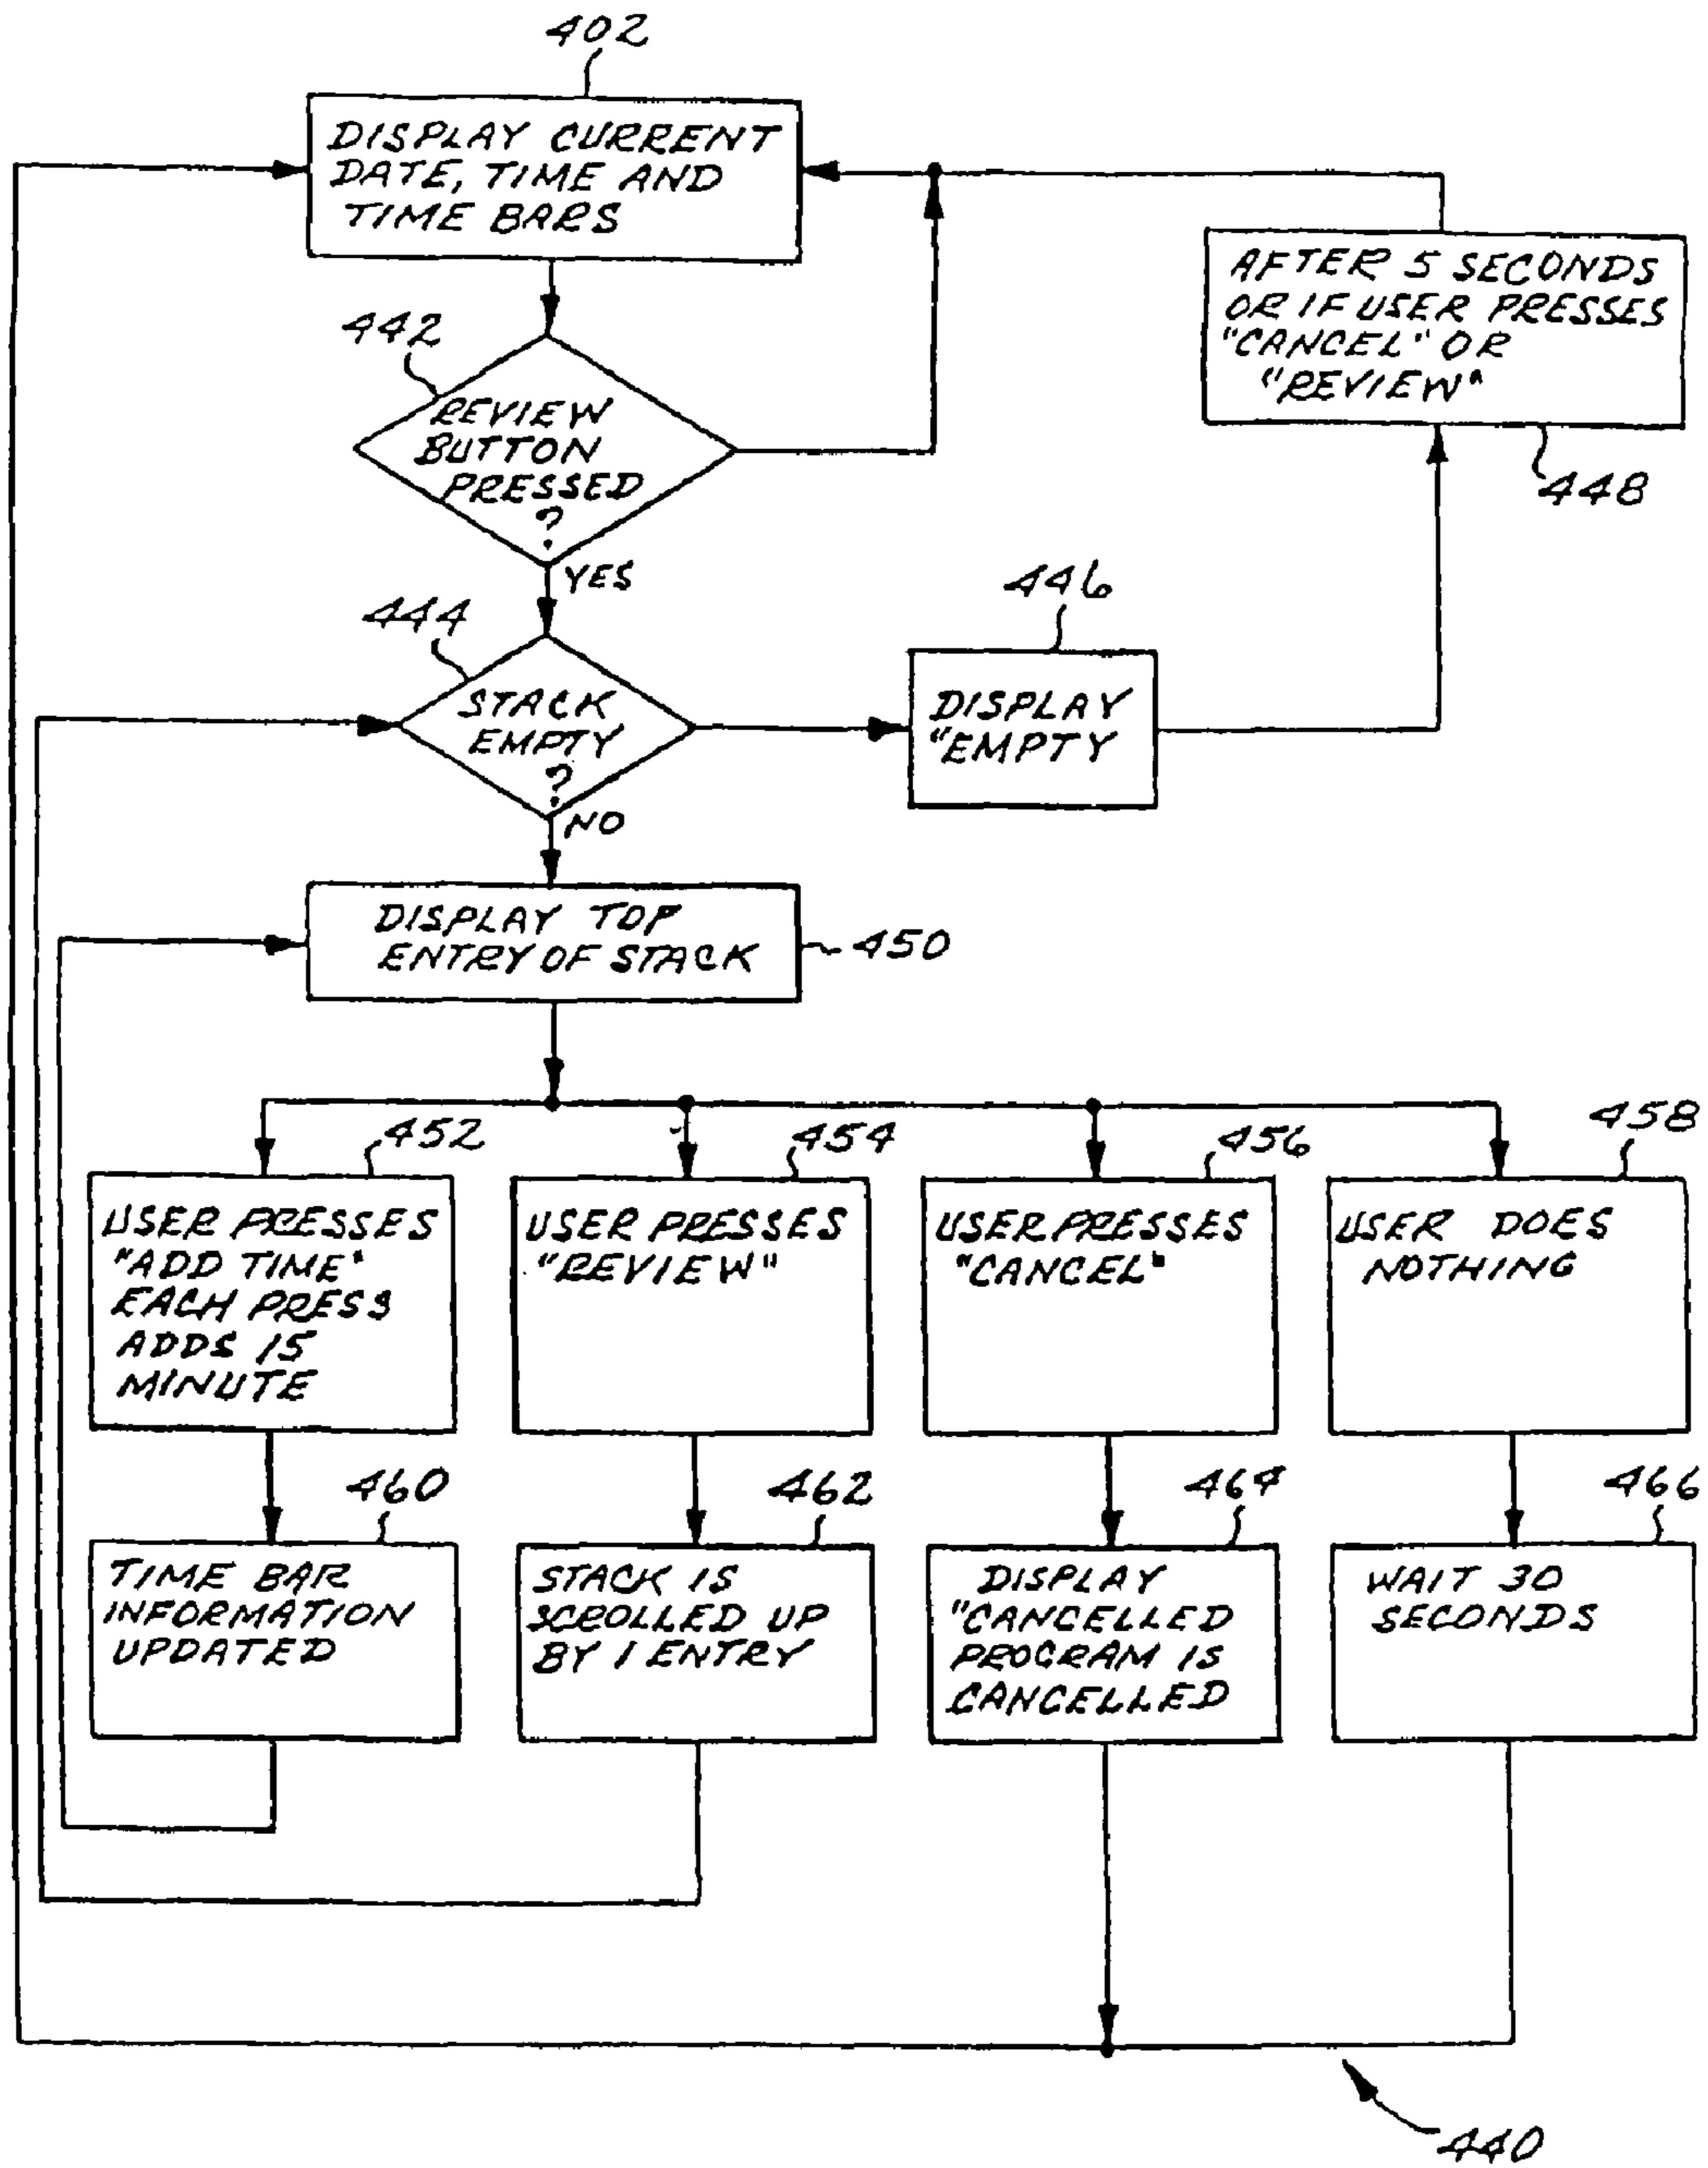 402
DISPLAY CURRENT
DATE, TIME AND
TIME BARS
AFTER 5 SECONDS
OR IF USER PRESSES
"CANCEL" OR
"REVIEW"
448
442
REVIEW
BUTTON
PRESSED
?
YES
444
STACK
EMPTY
?
NO
446
DISPLAY
"EMPTY
DISPLAY TOP
ENTRY OF STACK
450
452
USER PRESSES
"ADD TIME"
EACH PRESS
ADDS 15
MINUTE
454
USER PRESSES
"REVIEW"
456
USER PRESSES
"CANCEL"
458
USER DOES
NOTHING
460
TIME BAR
INFORMATION
UPDATED
462
STACK IS
SCROLLED UP
BY 1 ENTRY
464
DISPLAY
"CANCELLED
PROGRAM IS
CANCELLED
466
WAIT 30
SECONDS
440